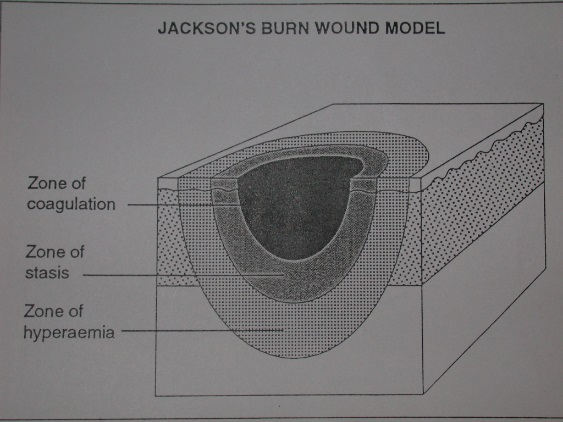 JACKSON'S BURN WOUND MODEL
Zone of
coagulation
Zone of
stasis
Zone of
hyperaemia